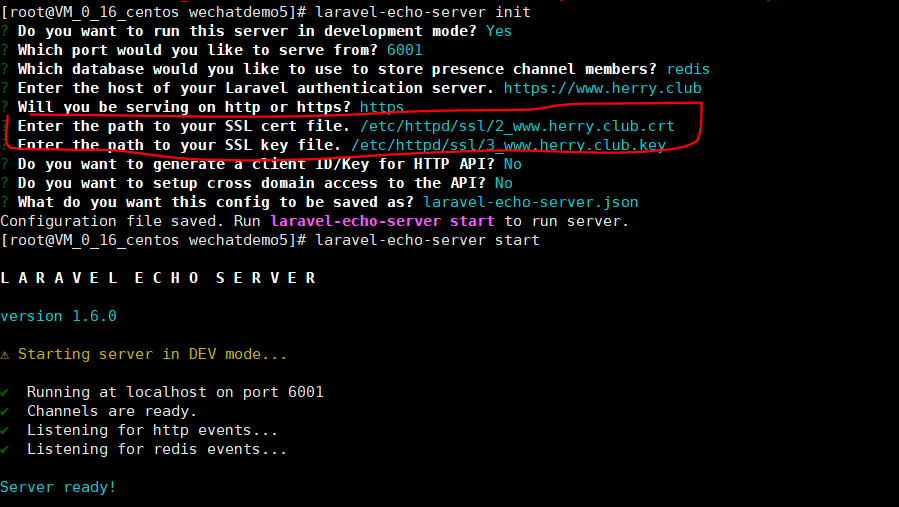 [root@VM_0_16_centos wechatdemo5]# laravel-echo-server init
? Do you want to run this server in development mode? Yes
? Which port would you like to serve from? 6001
? Which database would you like to use to store presence channel members? redis
? Enter the host of your Laravel authentication server. https://www.herry.club
? Will you be serving on http or https? https
? Enter the path to your SSL cert file. /etc/httpd/ssl/2_www.herry.club.crt
? Enter the path to your SSL key file. /etc/httpd/ssl/3_www.herry.club.key
? Do you want to generate a client ID/Key for HTTP API? No
? Do you want to setup cross domain access to the API? No
? What do you want this config to be saved as? laravel-echo-server.json
Configuration file saved. Run laravel-echo-server start to run server.
[root@VM_0_16_centos wechatdemo5]# laravel-echo-server start
L A R A V E L  E C H O  S E R V E R
version 1.6.0
⚠ Starting server in DEV mode...
✔ Running at localhost on port 6001
✔ Channels are ready.
✔ Listening for http events...
✔ Listening for redis events...
Server ready!